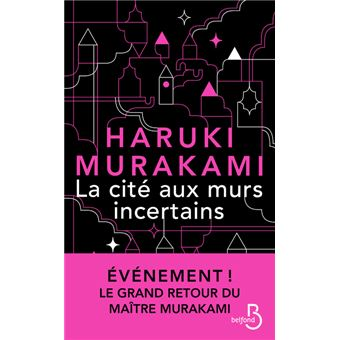 HARUKI
MURAKAMI
La cité aux murs
incertains
ÉVÉNEMENT !
LE GRAND RETOUR DU
MAÎTRE MURAKAMI
belfond